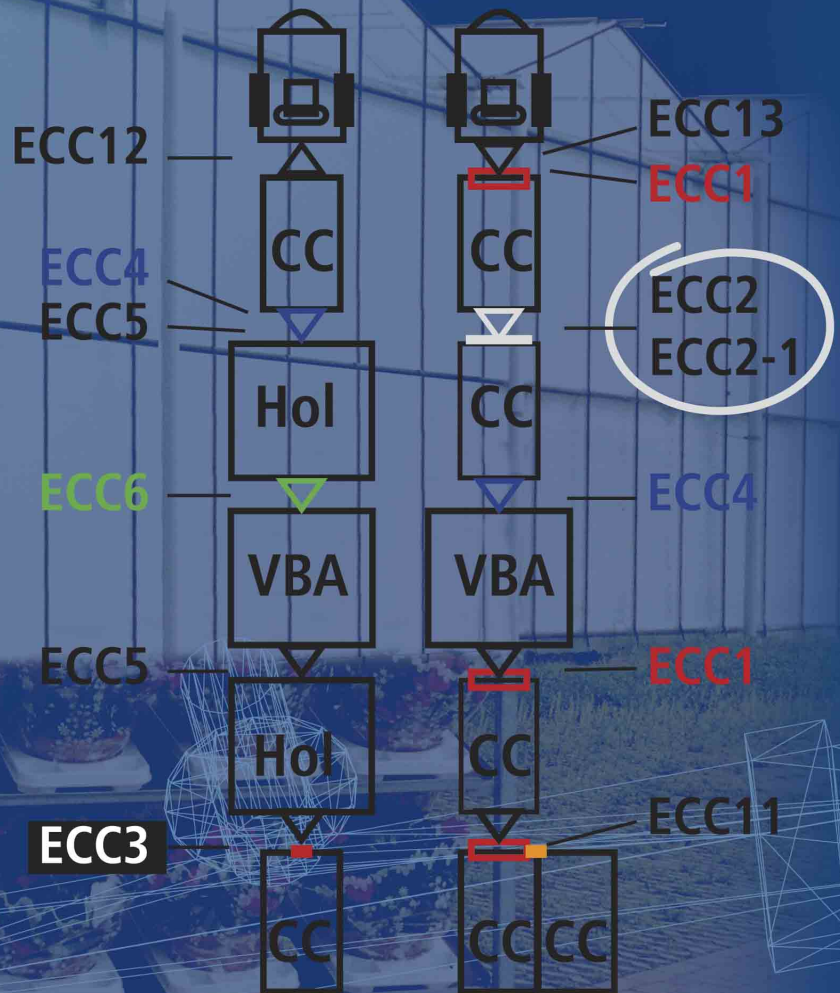 ECC12
ECC13
ECC1
CC
CC
ECC4
ECC5
ECC2
ECC2-1
Hol
CC
ECC6
ECC4
VBA
VBA
ECC5
ECC1
Hol
CC
ECC3
ECC11
CC
CC
CC